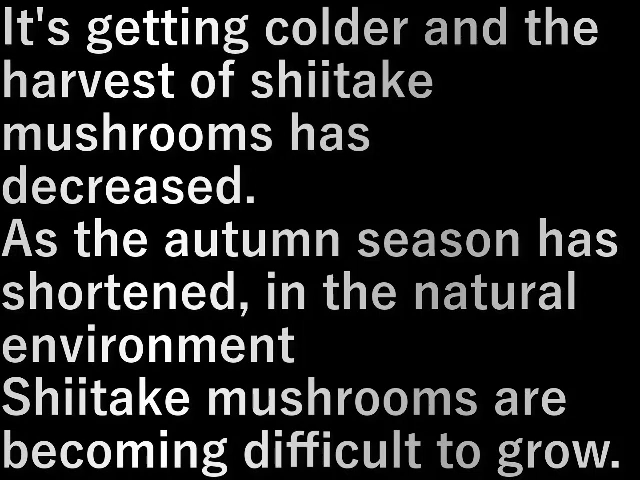 It's getting colder and the
harvest of shiitake
mushrooms has
decreased.
As the autumn season has
shortened, in the natural
environment
Shiitake mushrooms are
becoming difficult to grow.